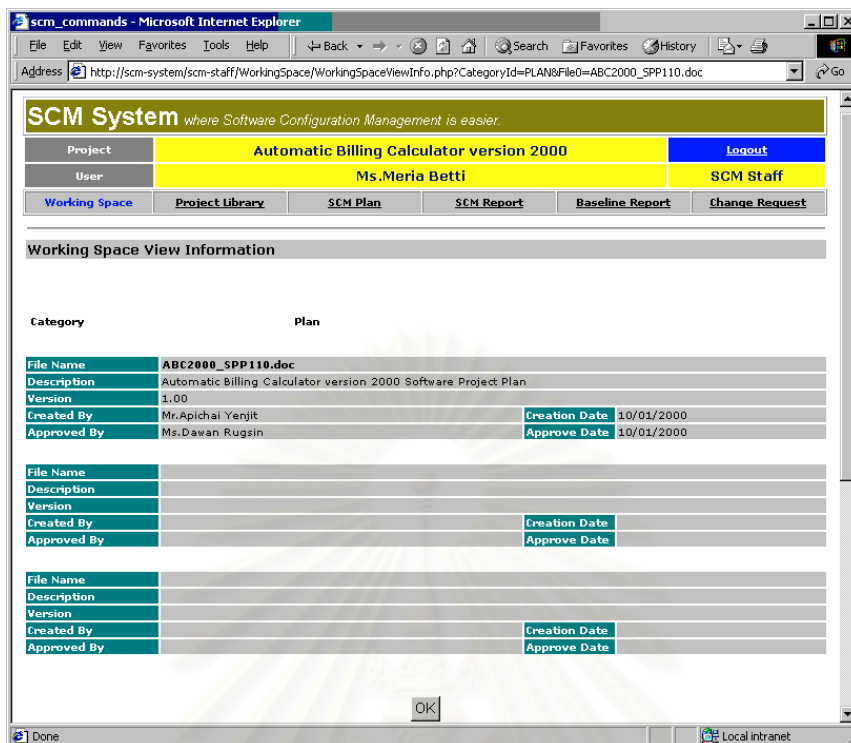 scm_commands - Microsoft Internet Explorer
File Edit View Favorites Tools Help Back Search Favorites History
Address http://scm-system/scm-staff/WorkingSpace/WorkingSpaceViewInfo.php?CategoryId=PLAN&File0=ABC2000_SPP110.doc Go
SCM System where Software Configuration Management is easier.
Project Automatic Billing Calculator version 2000 Logout
User Ms.Meria Betti SCM Staff
Working Space Project Library SCM Plan SCM Report Baseline Report Change Request
Working Space View Information
Category Plan
File Name ABC2000_SPP110.doc
Description Automatic Billing Calculator version 2000 Software Project Plan
Version 1.00
Created By Mr.Apichai Yenjit Creation Date 10/01/2000
Approved By Ms.Dawan Rugsin Approve Date 10/01/2000
File Name
Description
Version
Created By Creation Date
Approved By Approve Date
File Name
Description
Version
Created By Creation Date
Approved By Approve Date
OK
Done Local intranet